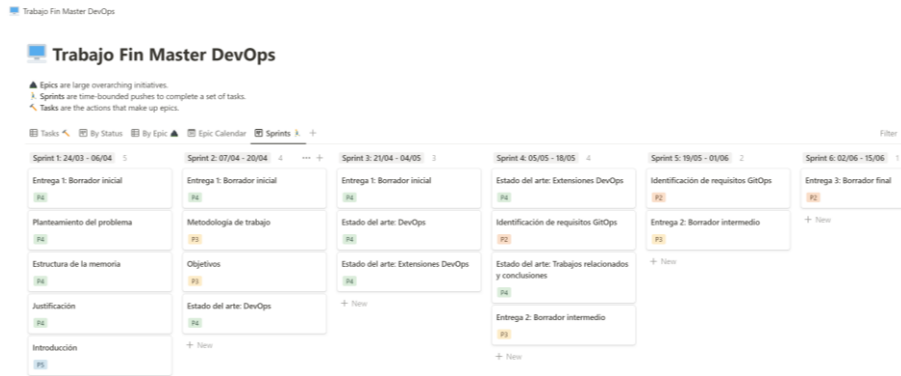 Trabajo Fin Master DevOps
Trabajo Fin Master DevOps
Epics are large overarching initiatives.
Sprints are time-bounded pushes to complete a set of tasks.
Tasks are the actions that make up epics.
Tasks By Status By Epic Epic Calendar Sprints + Filter
Sprint 1: 24/03 - 06/04 5
Entrega 1: Borrador inicial
P4
Planteamiento del problema
P4
Estructura de la memoria
P4
Justificación
P4
Introducción
P5
Sprint 2: 07/04 - 20/04 4 ··· +
Entrega 1: Borrador inicial
P4
Metodología de trabajo
P3
Objetivos
P3
Estado del arte: DevOps
P4
+ New
Sprint 3: 21/04 - 04/05 3
Entrega 1: Borrador inicial
P4
Estado del arte: DevOps
P4
Estado del arte: Extensiones DevOps
P4
+ New
Sprint 4: 05/05 - 18/05 4
Estado del arte: Extensiones DevOps
P4
Identificación de requisitos GitOps
P2
Estado del arte: Trabajos relacionados
y conclusiones
P4
Entrega 2: Borrador intermedio
P3
+ New
Sprint 5: 19/05 - 01/06 2
Identificación de requisitos GitOps
P2
Entrega 2: Borrador intermedio
P3
+ New
Sprint 6: 02/06 - 15/06 1
Entrega 3: Borrador final
P2
+ New